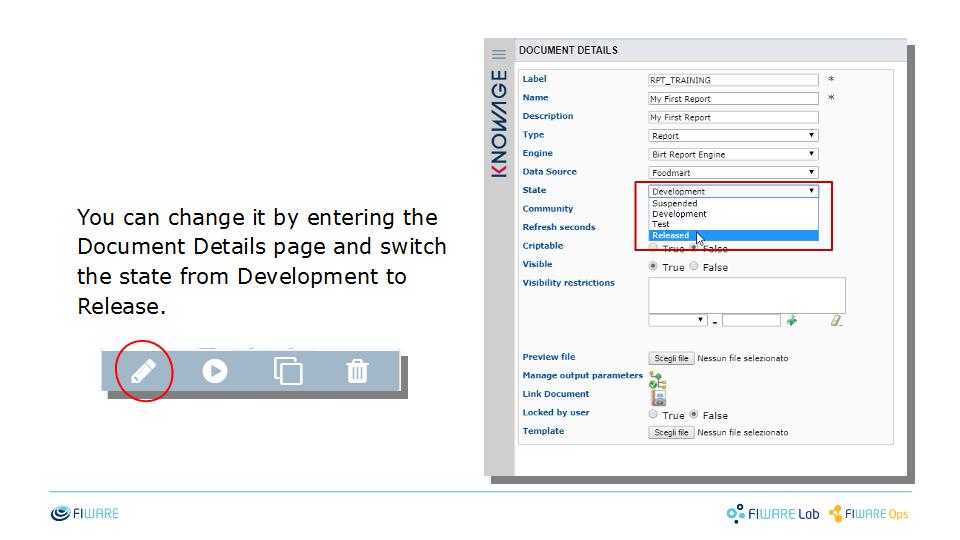 You can change it by entering the
Document Details page and switch
the state from Development to
Release.
KNOWAGE
DOCUMENT DETAILS
Label RPT_TRAINING *
Name My First Report *
Description My First Report
Type Report
Engine Birt Report Engine
Data Source Foodmart
State Development
Suspended
Development
Test
Released
Community
Refresh seconds
Criptable True False
Visible True False
Visibility restrictions
-
Preview file Scegli file Nessun file selezionato
Manage output parameters
Link Document
Locked by user True False
Template Scegli file Nessun file selezionato
FIWARE
FIWARE Lab
FIWARE Ops